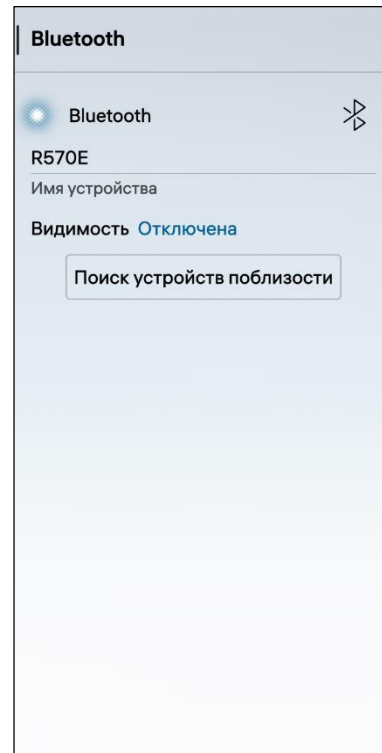 Bluetooth
Bluetooth
R570E
Имя устройства
Видимость Отключена
Поиск устройств поблизости